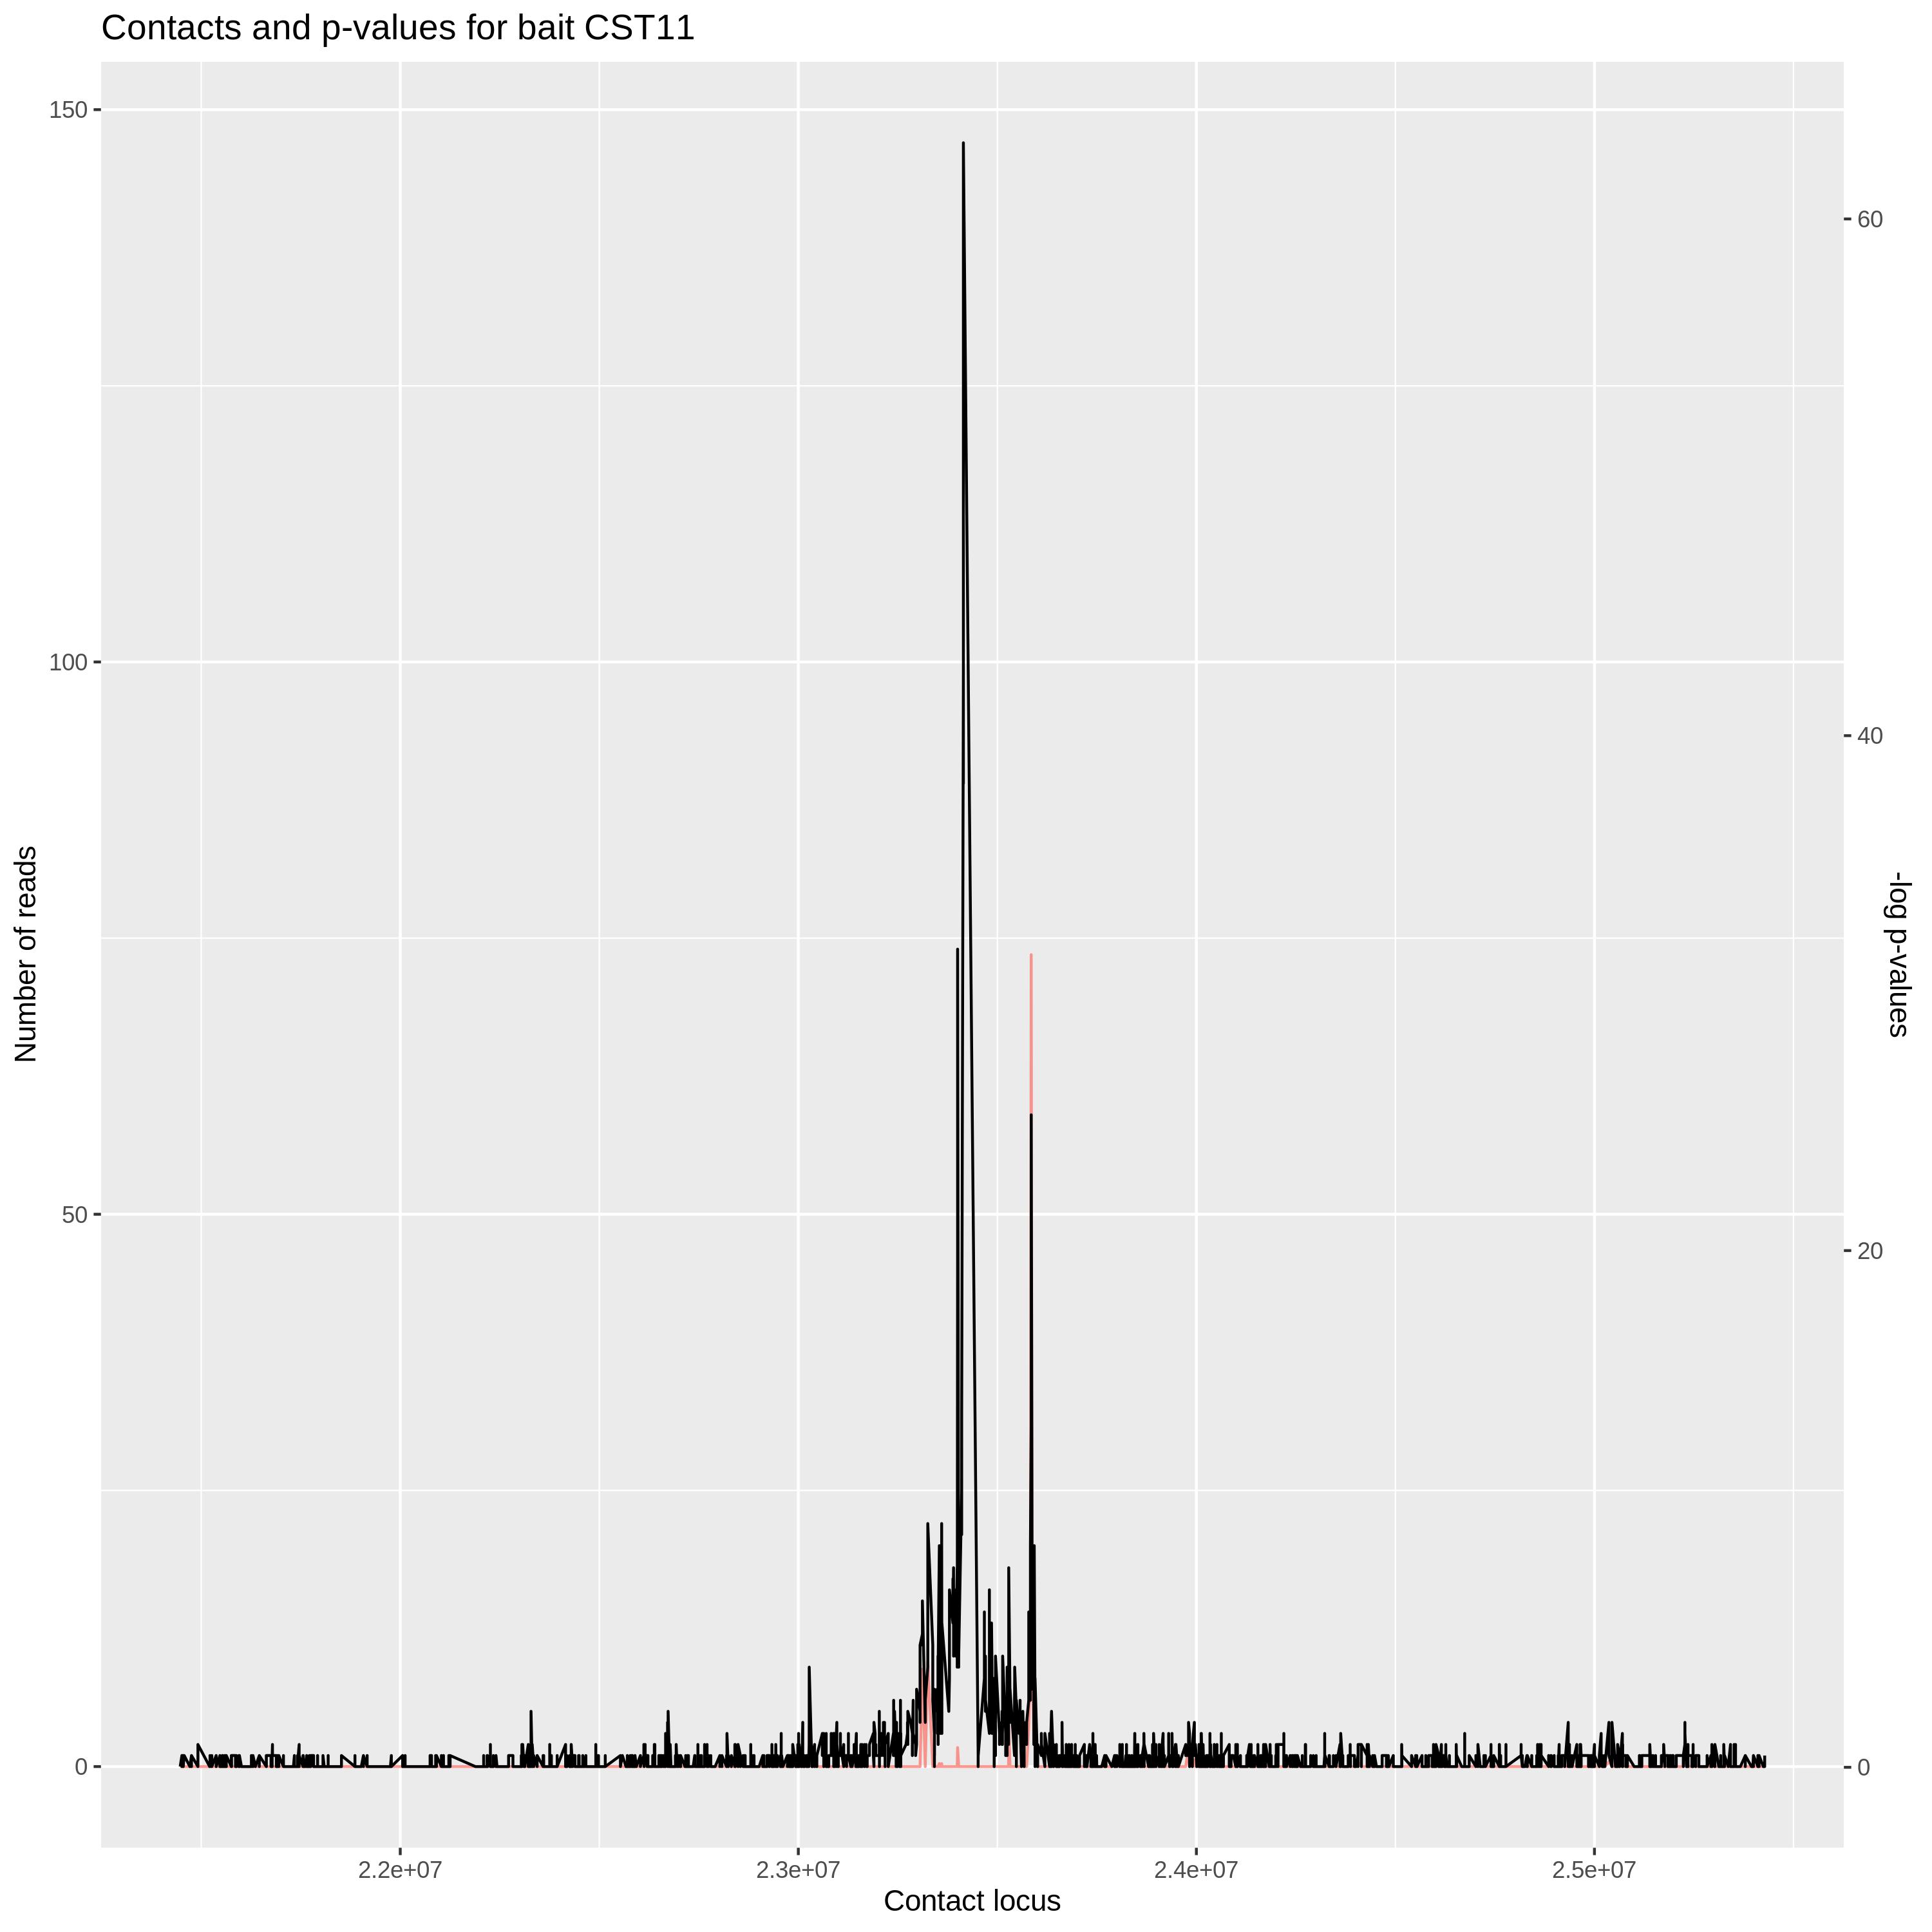 Contacts and p-values for bait CST11
150
100
50
0
60
40
20
0
Number of reads
-log p-values
2.2e+07
2.3e+07
2.4e+07
2.5e+07
Contact locus